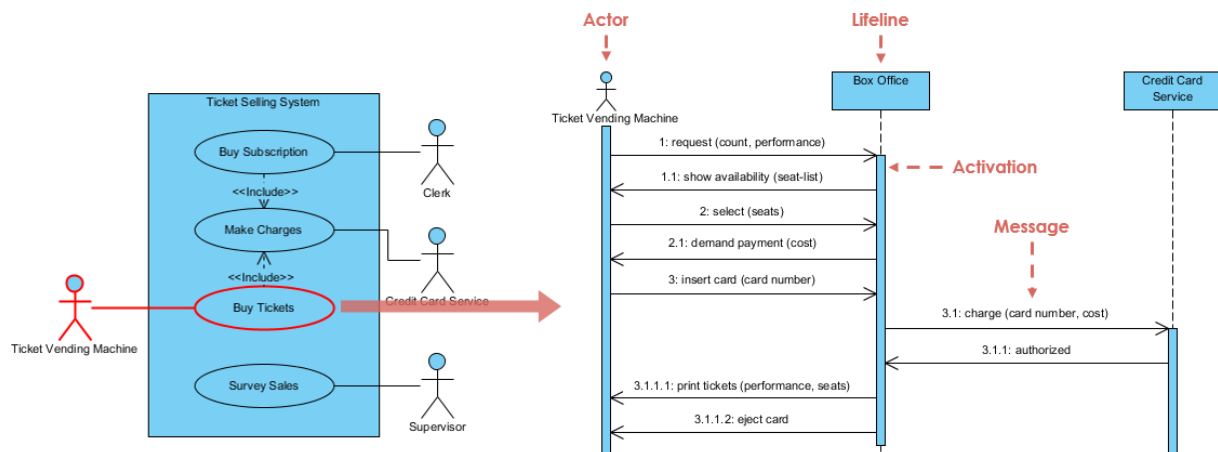 Ticket Selling System
Buy Subscription
<<Include>>
Make Charges
<<Include>>
Buy Tickets
Survey Sales
Clerk
Credit Card Service
Ticket Vending Machine
Supervisor
Actor
Lifeline
Ticket Vending Machine
Box Office
Credit Card
Service
1: request (count, performance)
Activation
1.1: show availability (seat-list)
2: select (seats)
Message
2.1: demand payment (cost)
3: insert card (card number)
3.1: charge (card number, cost)
3.1.1: authorized
3.1.1.1: print tickets (performance, seats)
3.1.1.2: eject card